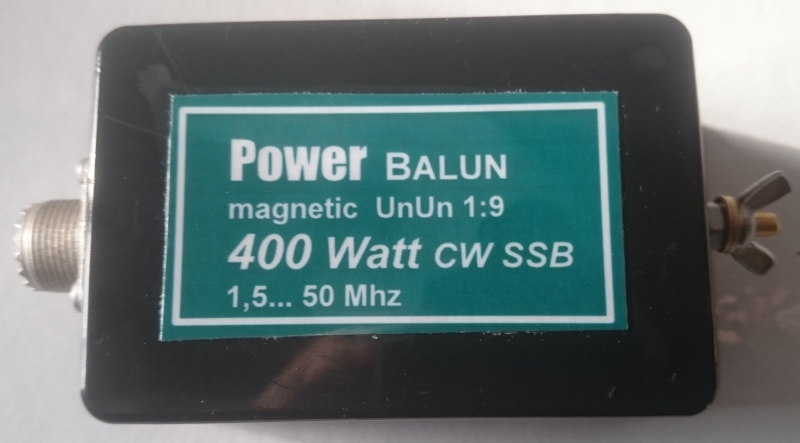 Power BALUN
magnetic UnUn 1:9
400 Watt CW SSB
1,5... 50 Mhz